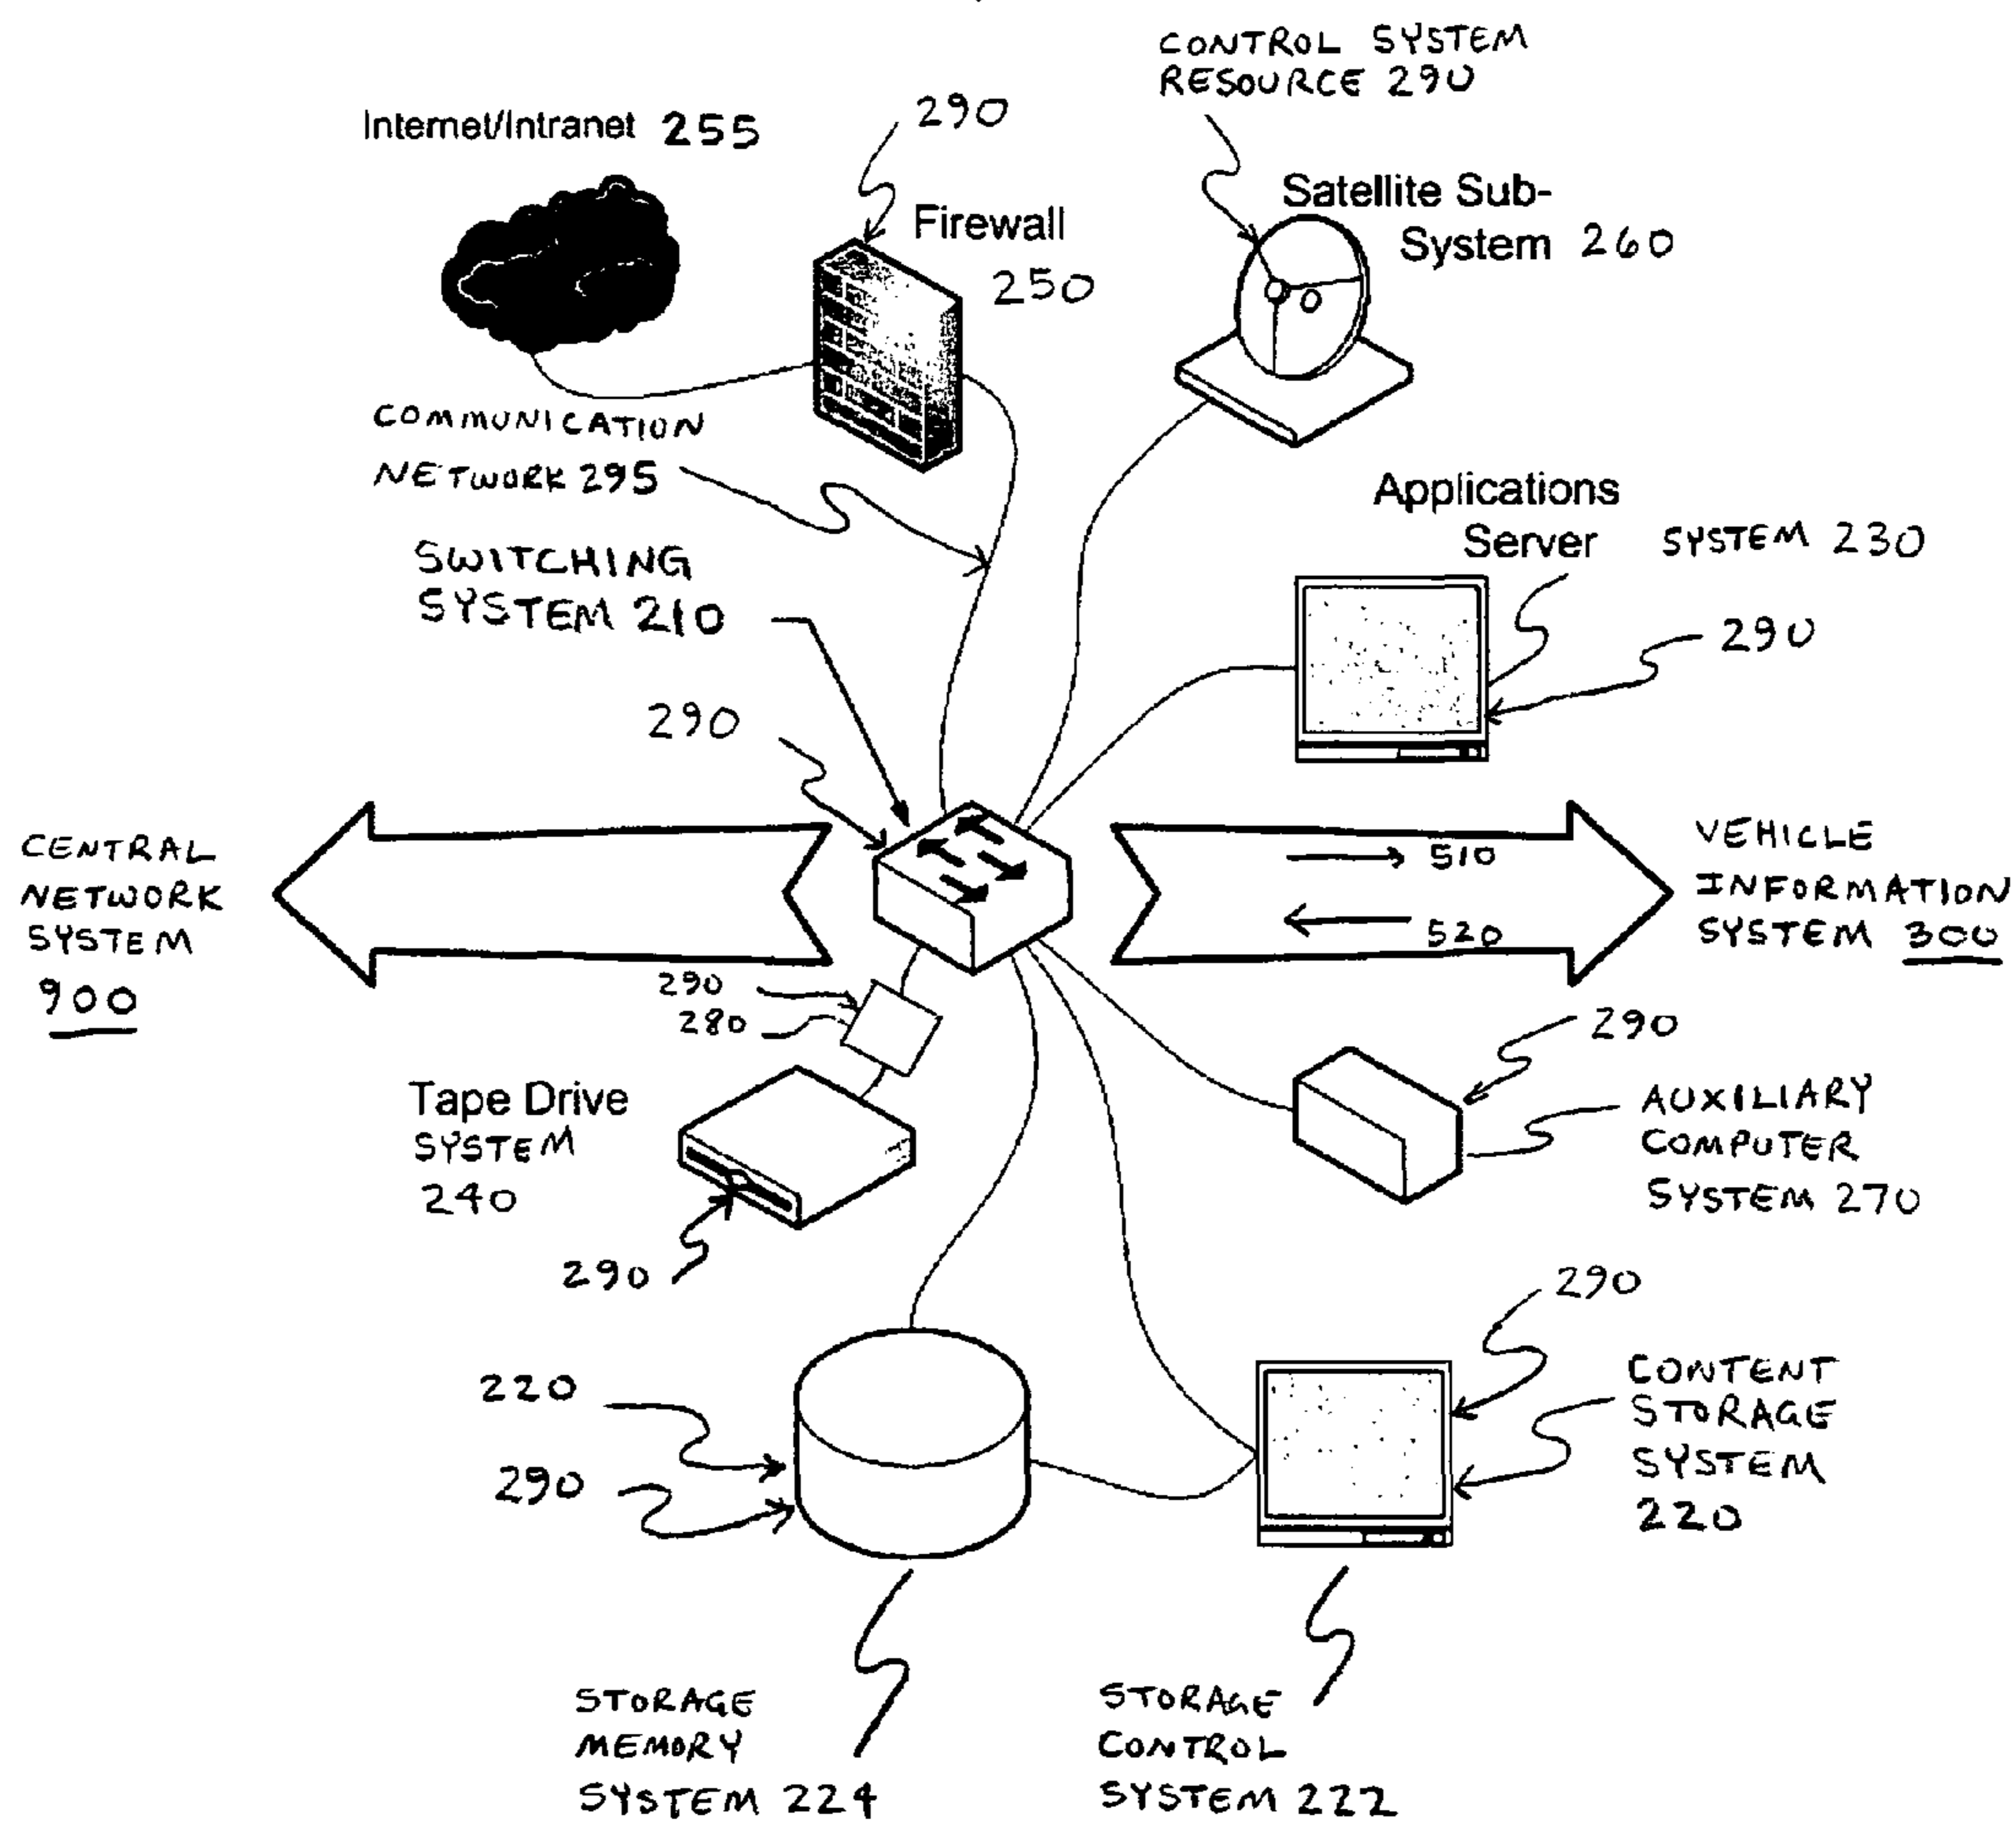 CONTROL SYSTEM
RESOURCE 290
Internet/Intranet 255
290
Firewall
250
Satellite Sub-
System 260
COMMUNICATION
NETWORK 295
Applications
Server SYSTEM 230
SWITCHING
SYSTEM 210
290
290
CENTRAL
NETWORK
SYSTEM
900
510
520
VEHICLE
INFORMATION
SYSTEM 300
290
280
290
Tape Drive
SYSTEM
240
AUXILIARY
COMPUTER
SYSTEM 270
290
290
220
290
CONTENT
STORAGE
SYSTEM
220
STORAGE
MEMORY
SYSTEM 224
STORAGE
CONTROL
SYSTEM 222